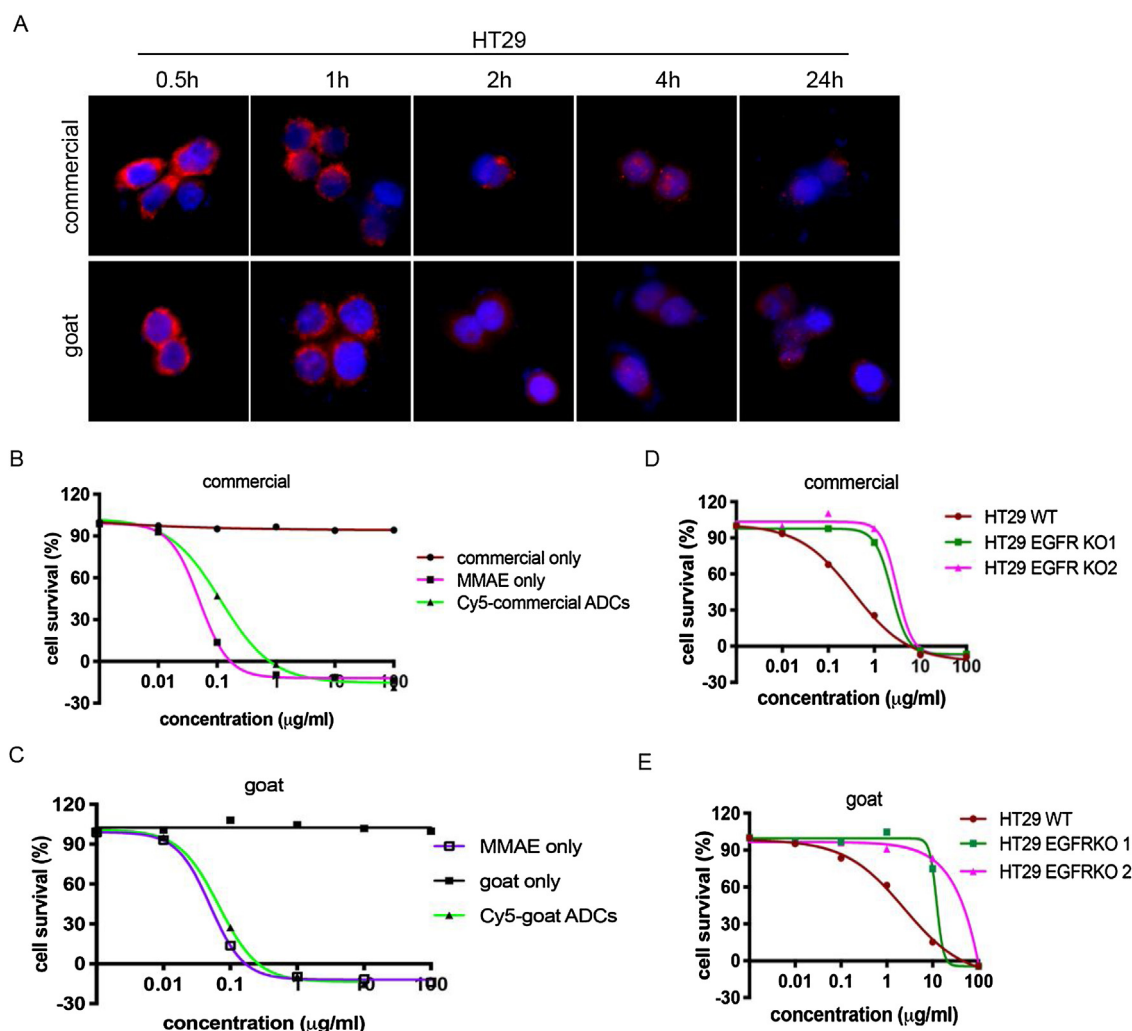 A
HT29
0.5h 1h 2h 4h 24h
commercial
goat
B
commercial
120
90
60
30
0
-30
cell survival (%)
0.01 0.1 1 10 100
concentration (μg/ml)
commercial only
MMAE only
Cy5-commercial ADCs
D
commercial
120
90
60
30
0
-30
cell survival (%)
0.01 0.1 1 10 100
concentration (μg/ml)
HT29 WT
HT29 EGFR KO1
HT29 EGFR KO2
C
goat
120
90
60
30
0
-30
cell survival (%)
0.01 0.1 1 10 100
concentration (μg/ml)
MMAE only
goat only
Cy5-goat ADCs
E
goat
120
90
60
30
0
-30
cell survival (%)
0.01 0.1 1 10 100
concentration (μg/ml)
HT29 WT
HT29 EGFRKO 1
HT29 EGFRKO 2